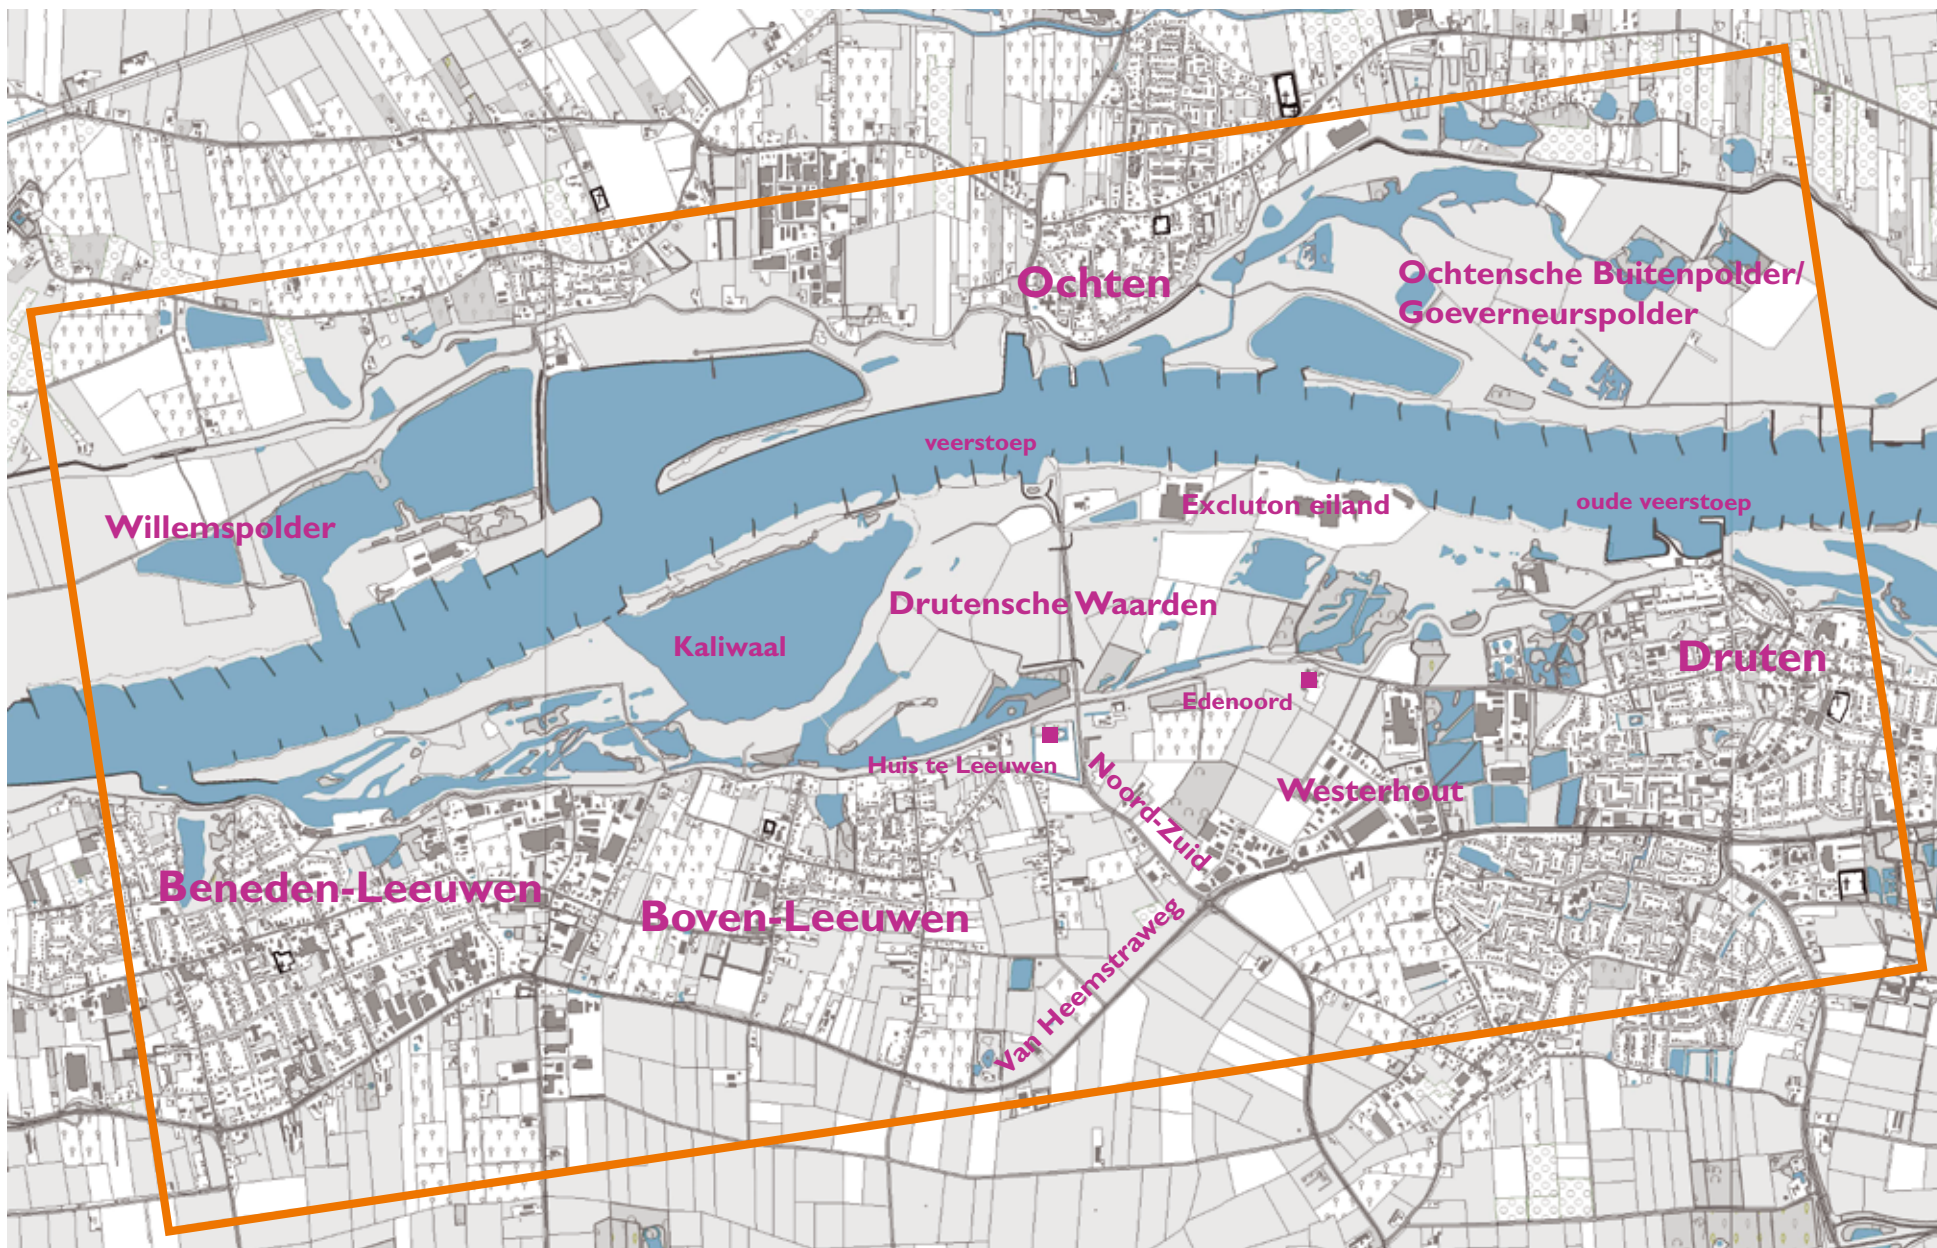 Ochten
Ochtensche Buitenpolder/
Goeverneurspolder
veerstoep
Excluton eiland
oude veerstoep
Willemspolder
Drutensche Waarden
Kaliwaal
Druten
Edenoord
Huis te Leeuwen
Noord-Zuid
Westerhout
Beneden-Leeuwen
Boven-Leeuwen
Van Heemstraweg